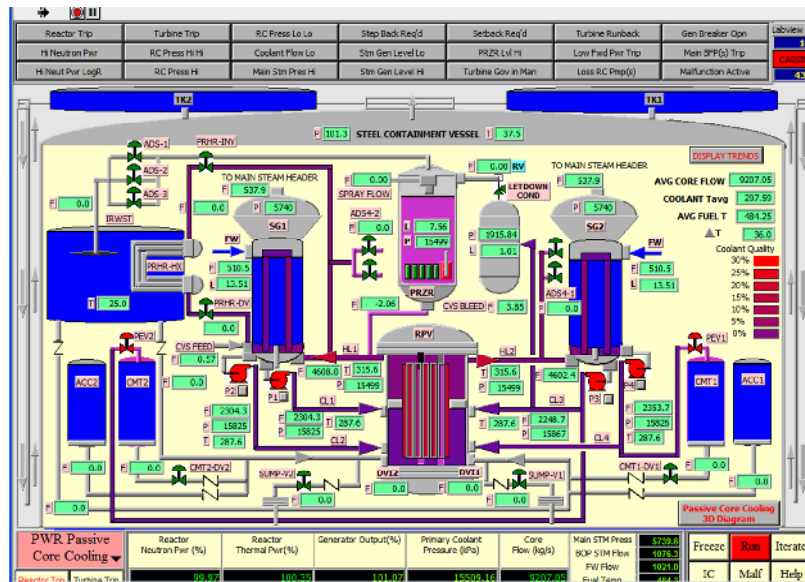 Reactor Trip Turbine Trip RC Press Lo Lo Step Back Req'd Setback Req'd Turbine Runback Gen Breaker Opn Labview
Hi Neutron Pwr RC Press Hi Hi Coolant Flow Lo Stm Gen Level Lo PRZR Lvl Hi Low Fwd Pwr Trip Main BFP(s) Trip
Hi Neut Pwr LogR RC Press Hi Main Stm Pres Hi Stm Gen Level Hi Turbine Gov in Man Loss RC Pmp(s) Malfunction Active
TK2 TK1
P 101.3 STEEL CONTAINMENT VESSEL T 37.5
ADS-1 PRHR-INV
ADS-2
ADS-3
F 0.0
IRWST
F 0.0
TO MAIN STEAM HEADER
F 537.9
P 5740
SG1
F 0.00
SPRAY FLOW
ADS4-2
F 0.0
F 0.00 RV
LETDOWN
COND
L 7.56
P 15499
PRZR
P 1915.84
L 1.01
TO MAIN STEAM HEADER
F 537.9
P 5740
SG2
DISPLAY TRENDS
AVG CORE FLOW 9207.05
COOLANT Tavg 297.59
AVG FUEL T 484.25
T 36.0
Coolant Quality
30%
25%
20%
15%
10%
5%
0%
FW
F 510.5
L 13.51
PRHR-HX
T 25.0
PRHR-DV
0.0
F -2.06
CVS BLEED F 3.85
ADS4-1
F 0.0
FW
F 510.5
L 13.51
CVS FEED
F 0.57
F 0.0
PEV2
RPV
HL1 HL2
F 4608.0
T 315.6
P 15499
T 315.6
P 15499
F 4602.4
PEV1
ACC2 CMT2
P2 P1
P3 P4
CMT1 ACC1
F 2304.3
P 15825
T 287.6
CL1
F 2304.3
P 15825
T 287.6
CL2
CL3
T 287.6
F 2248.7
P 15867
CL4
F 2353.7
P 15826
T 287.6
F 0.0 F 0.0
CMT2-DV2
SUMP-V2
F 0.0
DVI2 DVI1
F 0.0 F 0.0
SUMP-V1
F 0.0
CMT1-DV1
F 0.0 F 0.0
Passive Core Cooling
3D Diagram
PWR Passive
Core Cooling
Reactor Neutron Pwr (%) Reactor Thermal Pwr(%) Generator Output(%) Primary Coolant Pressure (kPa) Core Flow (kg/s)
99.97 100.35 101.07 15509.16 9207.05
Main STM Press 5739.6
BOP STM Flow 1076.3
FW Flow 1021.0
Fuel Temp
Freeze Run Iterate
IC Malf Help
Reactor Trip Turbine Trip